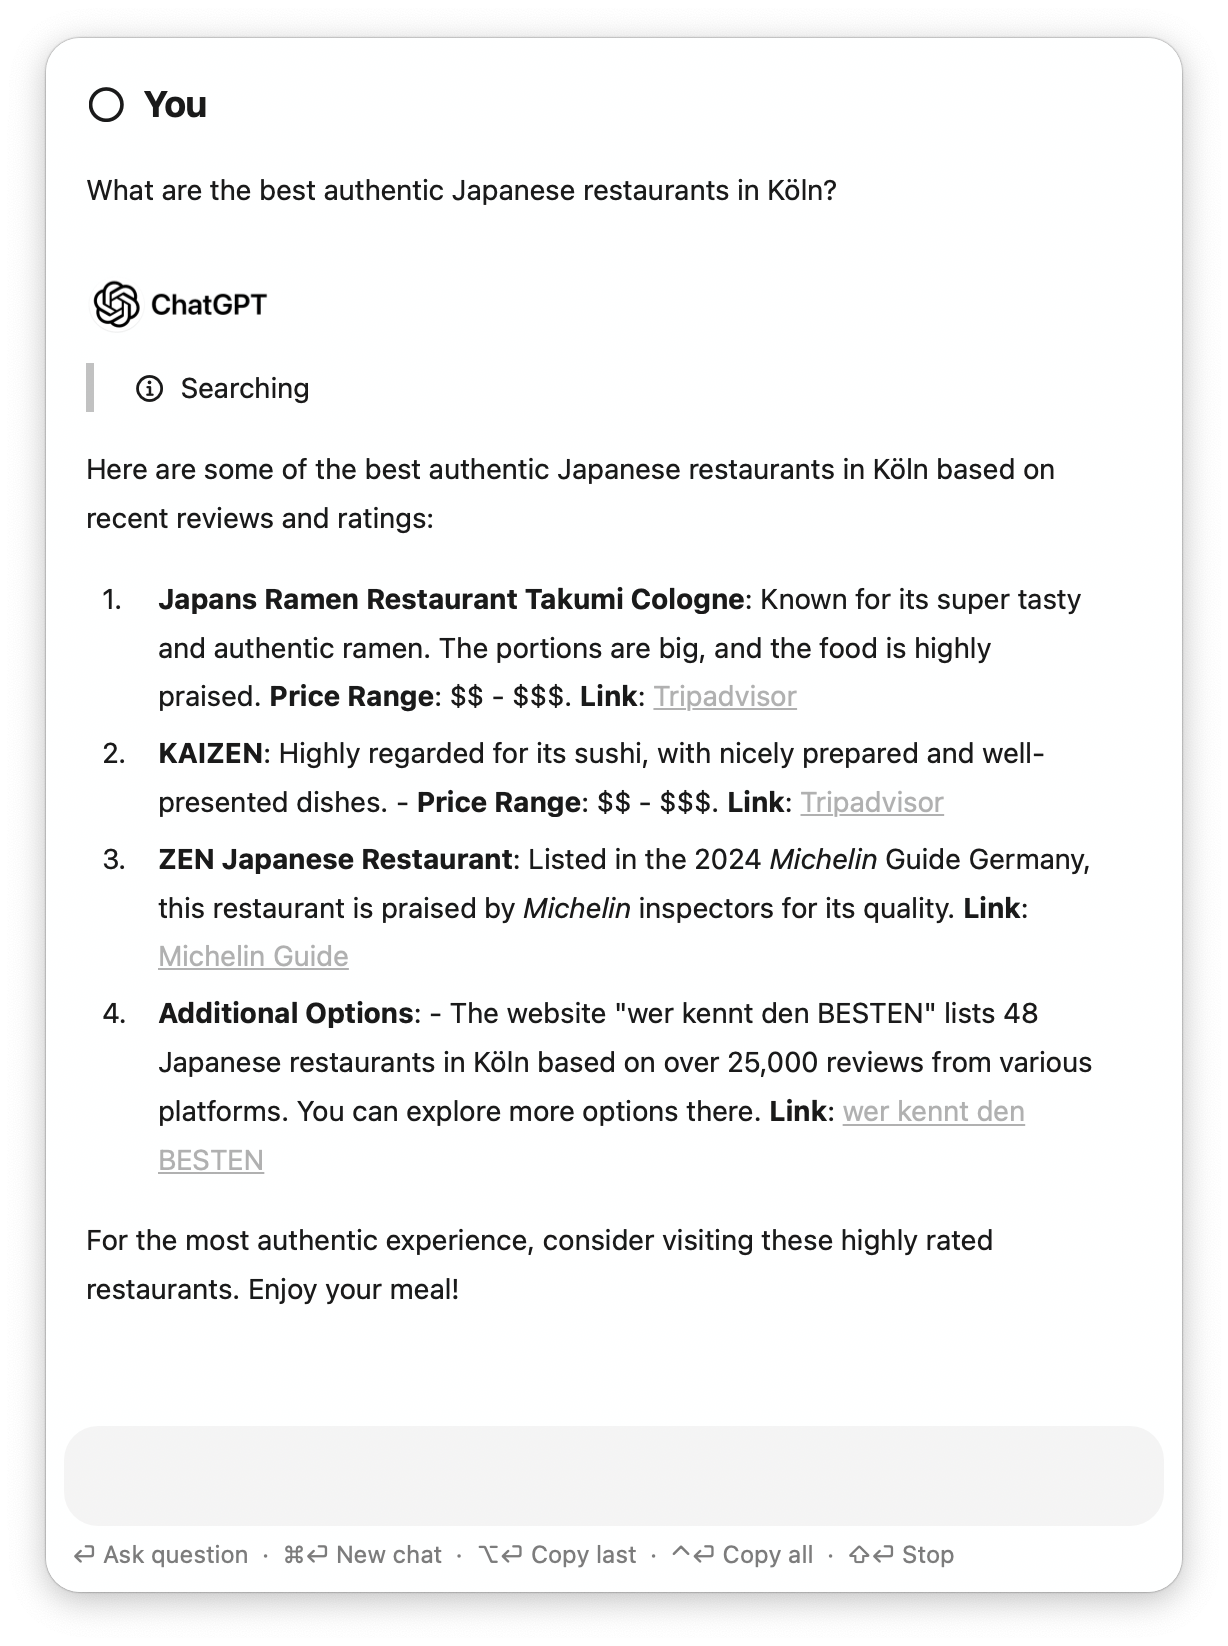 You
What are the best authentic Japanese restaurants in Köln?
ChatGPT
Searching
Here are some of the best authentic Japanese restaurants in Köln based on
recent reviews and ratings:
1. Japans Ramen Restaurant Takumi Cologne: Known for its super tasty
and authentic ramen. The portions are big, and the food is highly
praised. Price Range: $$ - $$$. Link: Tripadvisor
2. KAIZEN: Highly regarded for its sushi, with nicely prepared and well-
presented dishes. - Price Range: $$ - $$$. Link: Tripadvisor
3. ZEN Japanese Restaurant: Listed in the 2024 Michelin Guide Germany,
this restaurant is praised by Michelin inspectors for its quality. Link:
Michelin Guide
4. Additional Options: - The website "wer kennt den BESTEN" lists 48
Japanese restaurants in Köln based on over 25,000 reviews from various
platforms. You can explore more options there. Link: wer kennt den
BESTEN
For the most authentic experience, consider visiting these highly rated
restaurants. Enjoy your meal!
↩ Ask question · ⌘↩ New chat · ⌥↩ Copy last · ^↩ Copy all · ⇧↩ Stop